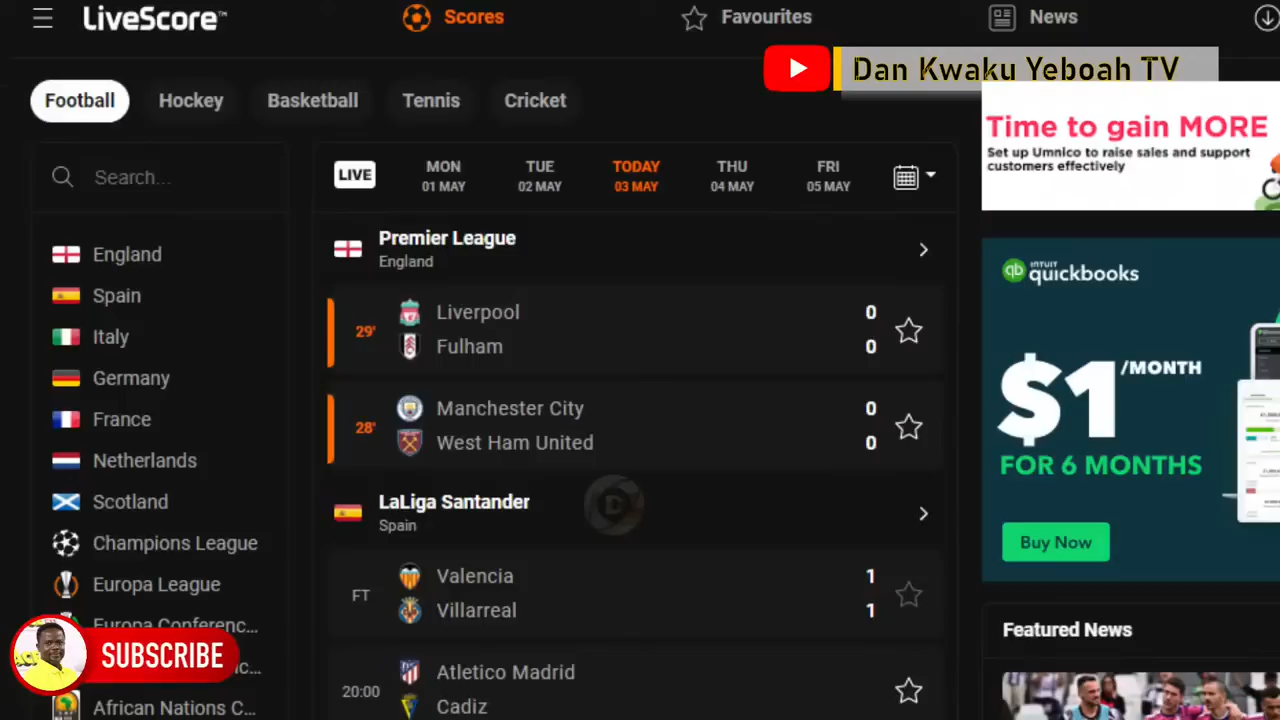 LiveScore™
Scores
Favourites
News
Dan Kwaku Yeboah TV
Football
Hockey
Basketball
Tennis
Cricket
Time to gain MORE
Set up Umnico to raise sales and support
customers effectively
Search...
LIVE
MON
01 MAY
TUE
02 MAY
TODAY
03 MAY
THU
04 MAY
FRI
05 MAY
England
Spain
Italy
Germany
France
Netherlands
Scotland
Champions League
Europa League
Europa Conferenc...
c...
African Nations C...
SUBSCRIBE
Premier League
England
29'
Liverpool
0
Fulham
0
28'
Manchester City
0
West Ham United
0
LaLiga Santander
Spain
FT
Valencia
1
Villarreal
1
20:00
Atletico Madrid
Cadiz
qb
INTUIT
quickbooks
$1/MONTH
FOR 6 MONTHS
Buy Now
Featured News